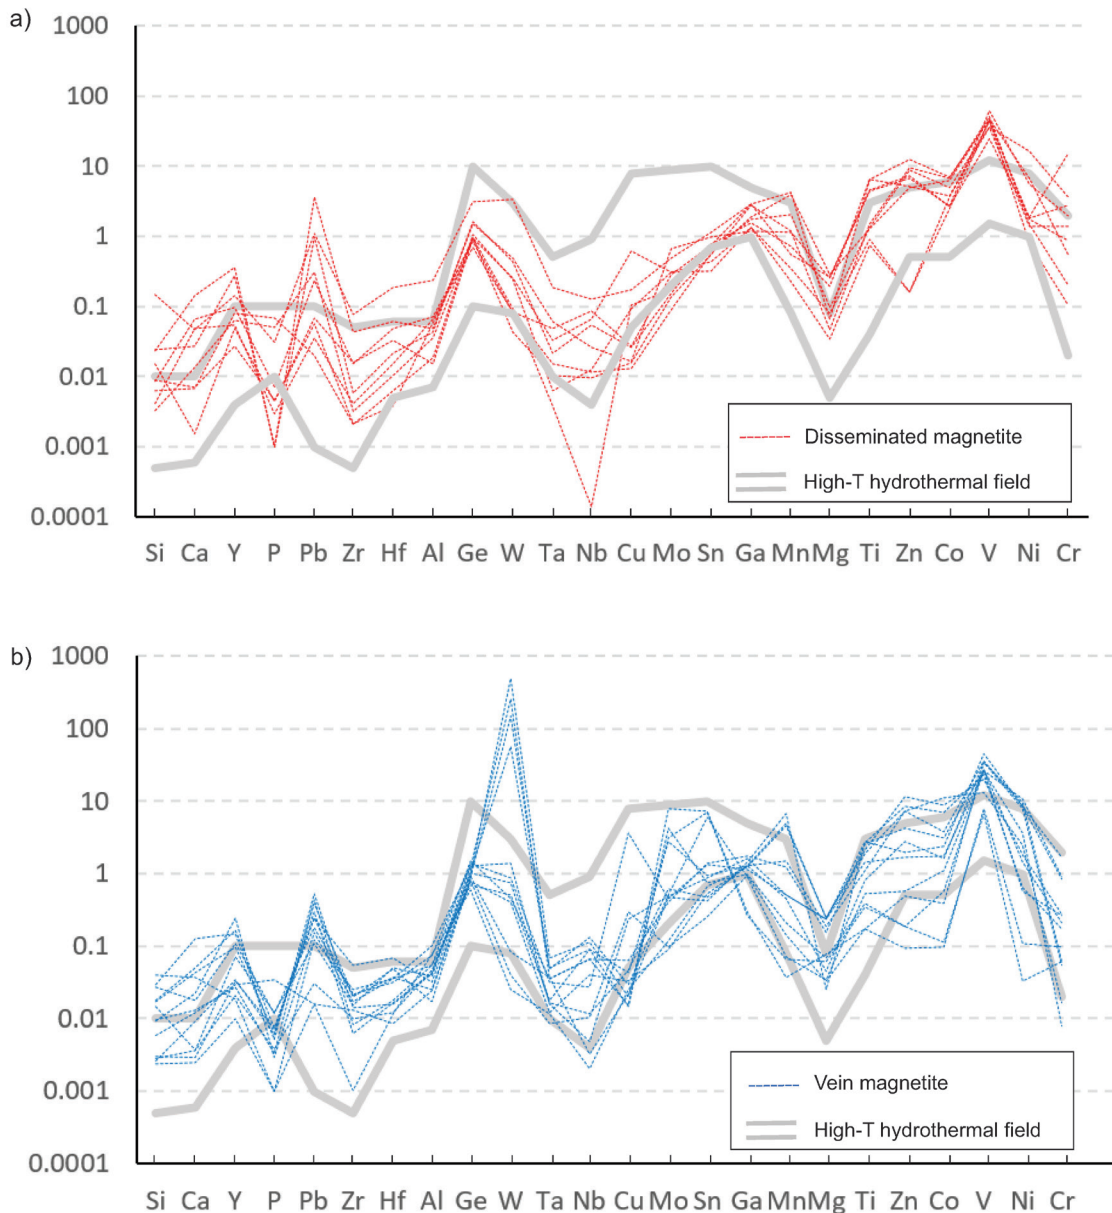 a)
1000
100
10
1
0.1
0.01
0.001
0.0001
Disseminated magnetite
High-T hydrothermal field
Si Ca Y P Pb Zr Hf Al Ge W Ta Nb Cu Mo Sn Ga Mn Mg Ti Zn Co V Ni Cr
b)
1000
100
10
1
0.1
0.01
0.001
0.0001
Vein magnetite
High-T hydrothermal field
Si Ca Y P Pb Zr Hf Al Ge W Ta Nb Cu Mo Sn Ga Mn Mg Ti Zn Co V Ni Cr